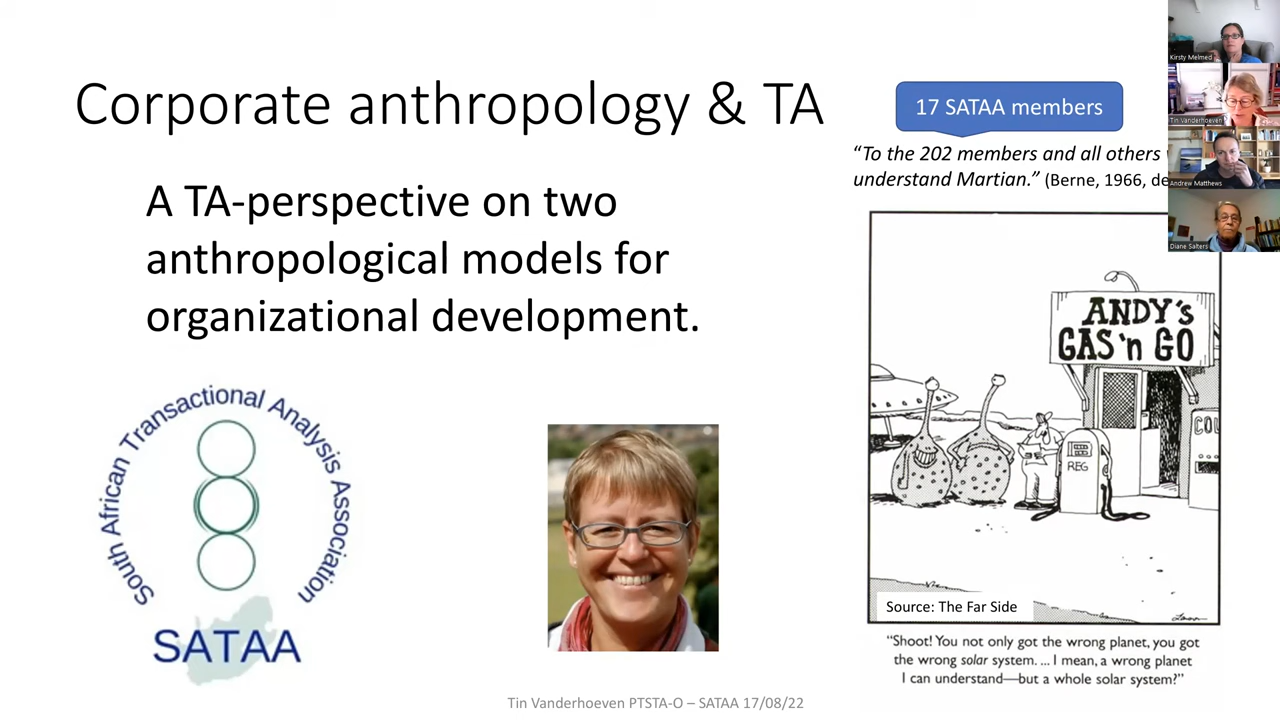 Corporate anthropology & TA
A TA-perspective on two
anthropological models for
organizational development.
South African Transactional Analysis Association
SATAA
17 SATAA members
“To the 202 members and all others
understand Martian.” (Berne, 1966, de
ANDY'S
GAS 'n GO
REG
COL
Source: The Far Side
Larson
“Shoot! You not only got the wrong planet, you got
the wrong solar system. ... I mean, a wrong planet
I can understand—but a whole solar system?”
Tin Vanderhoeven PTSTA-O – SATAA 17/08/22
Kirsty Melmed
Tin Vanderhoeven
Andrew Matthews
Diane Salters